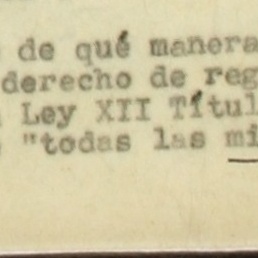 de qué manera
derecho de reg
Ley XII Títul
"todas las mi